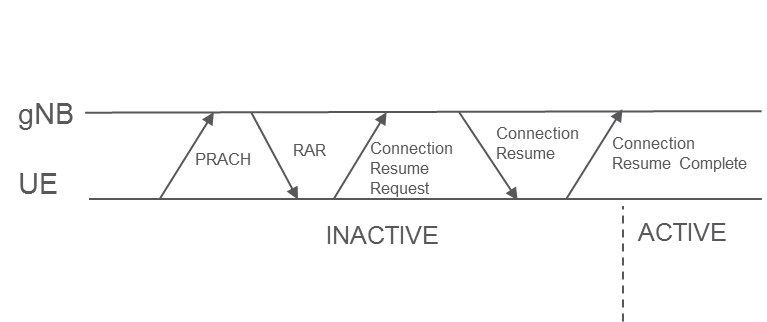 gNB
PRACH
RAR
Connection
Resume
Request
Connection
Resume
Connection
Resume Complete
UE
INACTIVE
ACTIVE